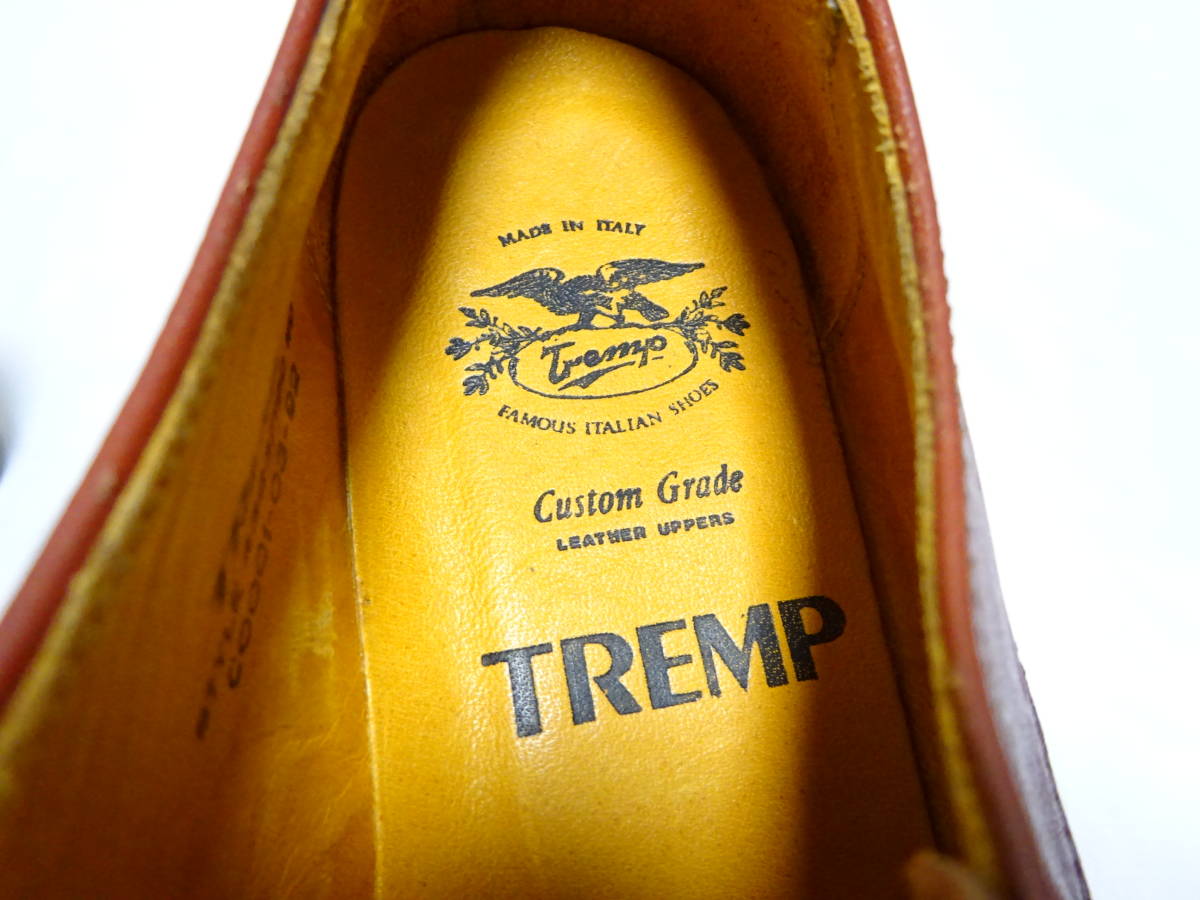 MADE IN ITALY
Tremp
FAMOUS ITALIAN SHOES
Custom Grade
LEATHER UPPERS
TREMP